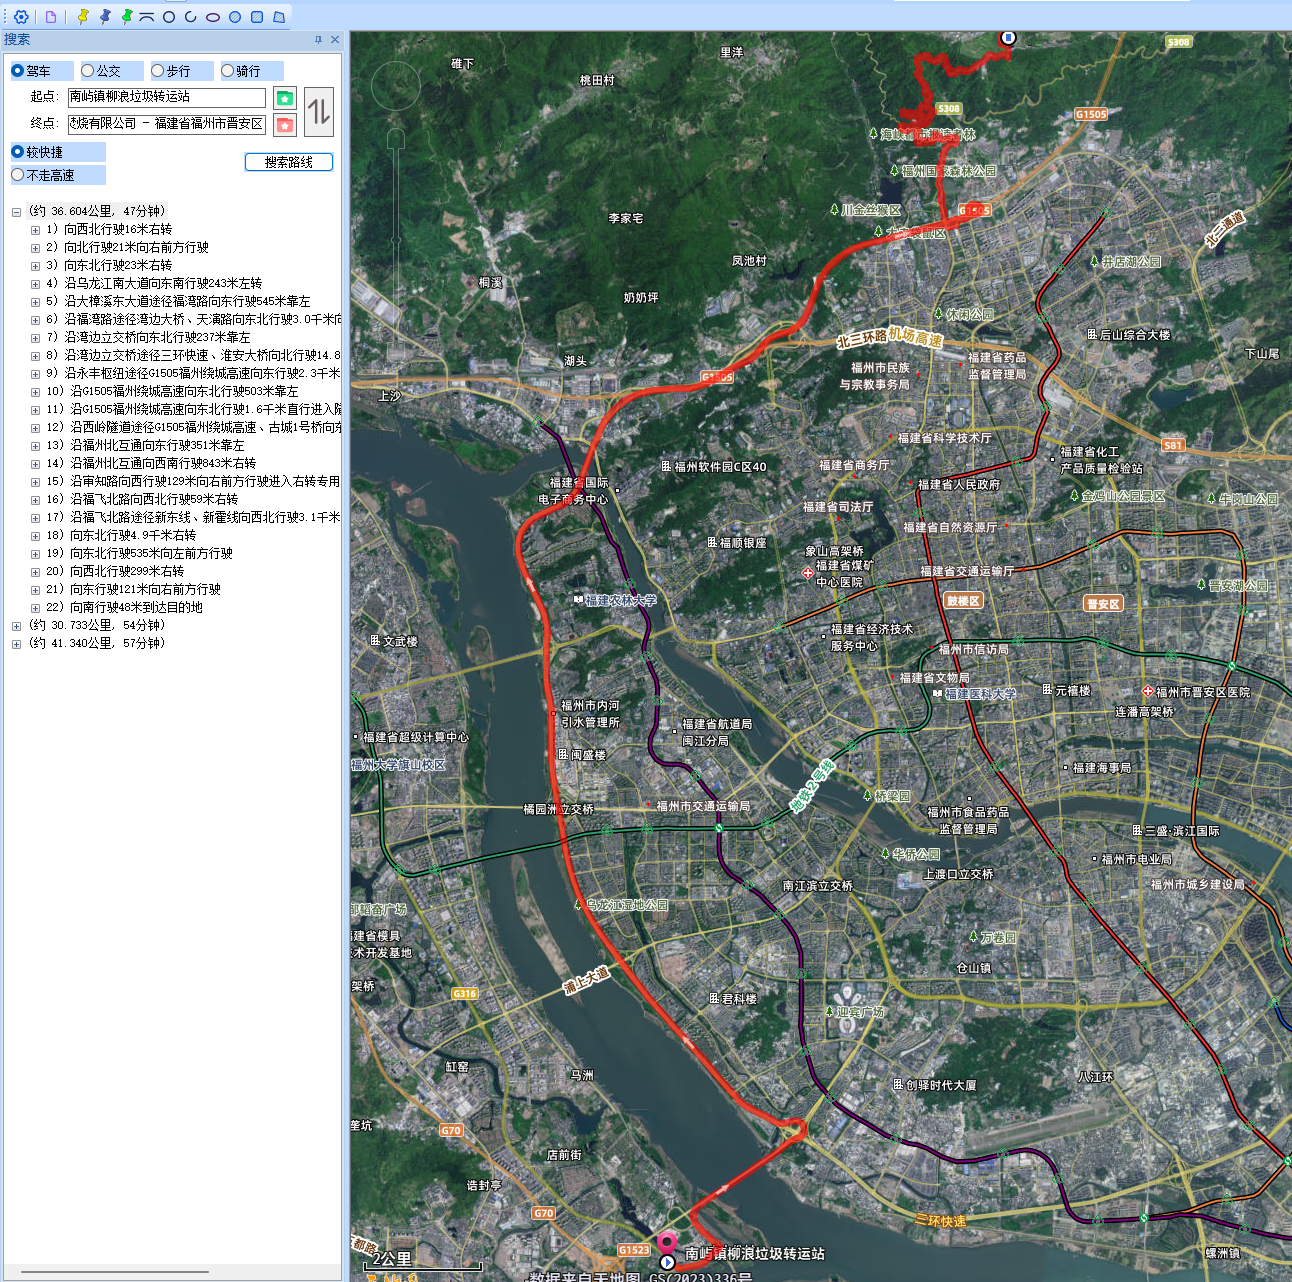 搜索
驾车
公交
步行
骑行
起点:
南屿镇柳浪垃圾转运站
终点:
烧有限公司 - 福建省福州市晋安区
较快捷
不走高速
搜索路线
(约 36.604公里, 47分钟)
1) 向西北行驶16米右转
2) 向北行驶21米向右前方行驶
3) 向东北行驶23米右转
4) 沿乌龙江南大道向东南行驶243米左转
5) 沿大樟溪东大道途径福湾路向东行驶545米靠左
6) 沿福湾路途径湾边大桥、天演路向东北行驶3.0千米
7) 沿湾边立交桥向东北行驶237米靠左
8) 沿湾边立交桥途径三环快速、淮安大桥向北行驶14.8
9) 沿永丰枢纽途径G1505福州绕城高速向东行驶2.3千米
10) 沿G1505福州绕城高速向东北行驶503米靠左
11) 沿G1505福州绕城高速向东北行驶1.6千米直行进入
12) 沿西岭隧道途径G1505福州绕城高速、古城1号桥向东
13) 沿福州北互通向东行驶351米靠左
14) 沿福州北互通向西南行驶843米右转
15) 沿审知路向西行驶129米向右前方行驶进入右转专用
16) 沿福飞北路向西北行驶59米右转
17) 沿福飞北路途径新东线、新霍线向西北行驶3.1千米
18) 向东北行驶4.9千米右转
19) 向东北行驶535米向左前方行驶
20) 向西北行驶299米右转
21) 向东行驶121米向右前方行驶
22) 向南行驶48米到达目的地
(约 30.733公里, 54分钟)
(约 41.340公里, 57分钟)
里洋
S308
碓下
桃田村
S308
G1505
福州国家森林公园
川金丝猴区
G1505
李家宅
北二通道
凤池村
井店湖公园
桐溪
奶奶坪
休闲公园
北三环路
机场高速
后山综合大楼
下山尾
湖头
福州市民族
与宗教事务局
福建省药品
监督管理局
G1505
上沙
福建省科学技术厅
S81
福建省化工
产品质量检验站
福州软件园C区40
福建省商务厅
福建省国际
电子商务中心
福建省人民政府
金鸡山公园景区
牛岗山公园
福建省司法厅
福建省自然资源厅
福顺银座
象山高架桥
福建省煤矿
中心医院
福建省交通运输厅
晋安湖公园
福建农林大学
鼓楼区
晋安区
福建省经济技术
服务中心
文武楼
福州市信访局
福建省文物局
福建医科大学
元禧楼
福州市晋安区医院
连潘高架桥
福州市内河
引水管理所
福建省航道局
闽江分局
福建省超级计算中心
闽盛楼
福州大学旗山校区
福建海事局
地铁2号线
桥梁园
橘园洲立交桥
福州市交通运输局
福州市食品药品
监督管理局
三盛·滨江国际
华侨公园
福州市电业局
上渡口立交桥
南江滨立交桥
福州市城乡建设局
乌龙江湿地公园
建省模具
术开发基地
万卷园
仓山镇
浦上大道
架桥
G316
君科楼
迎宾广场
缸窑
马洲
创驿时代大厦
八江环
垄坑
G70
店前街
诰封亭
G70
三环快速
G1523
南屿镇柳浪垃圾转运站
螺洲镇
2公里
数据来自天地图 GS(2023)336号